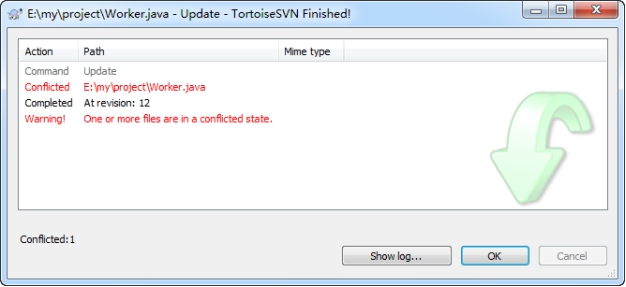 E:\my\project\Worker.java - Update - TortoiseSVN Finished!
Action Path Mime type
Command Update
Conflicted E:\my\project\Worker.java
Completed At revision: 12
Warning! One or more files are in a conflicted state.
Conflicted:1
Show log... OK Cancel